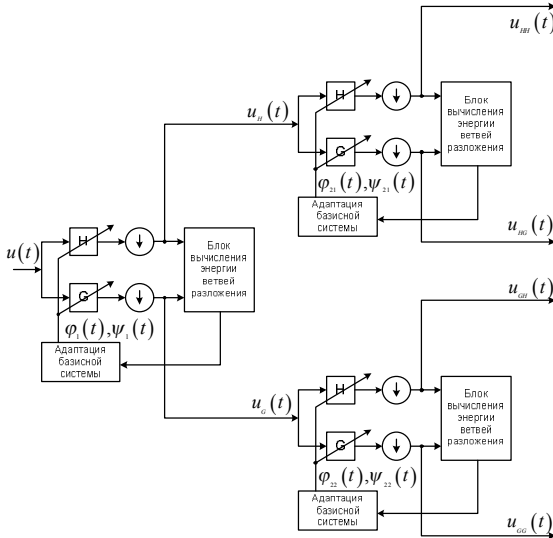 u_HH(t)
H
↓
Блок
вычисления
энергии
ветвей
разложения
u_H(t)
G
↓
φ_21(t),ψ_21(t)
Адаптация
базисной
системы
u_HG(t)
u(t)
H
↓
Блок
вычисления
энергии
ветвей
разложения
G
↓
φ_1(t),ψ_1(t)
Адаптация
базисной
системы
u_GH(t)
H
↓
Блок
вычисления
энергии
ветвей
разложения
u_G(t)
G
↓
φ_22(t),ψ_22(t)
Адаптация
базисной
системы
u_GG(t)